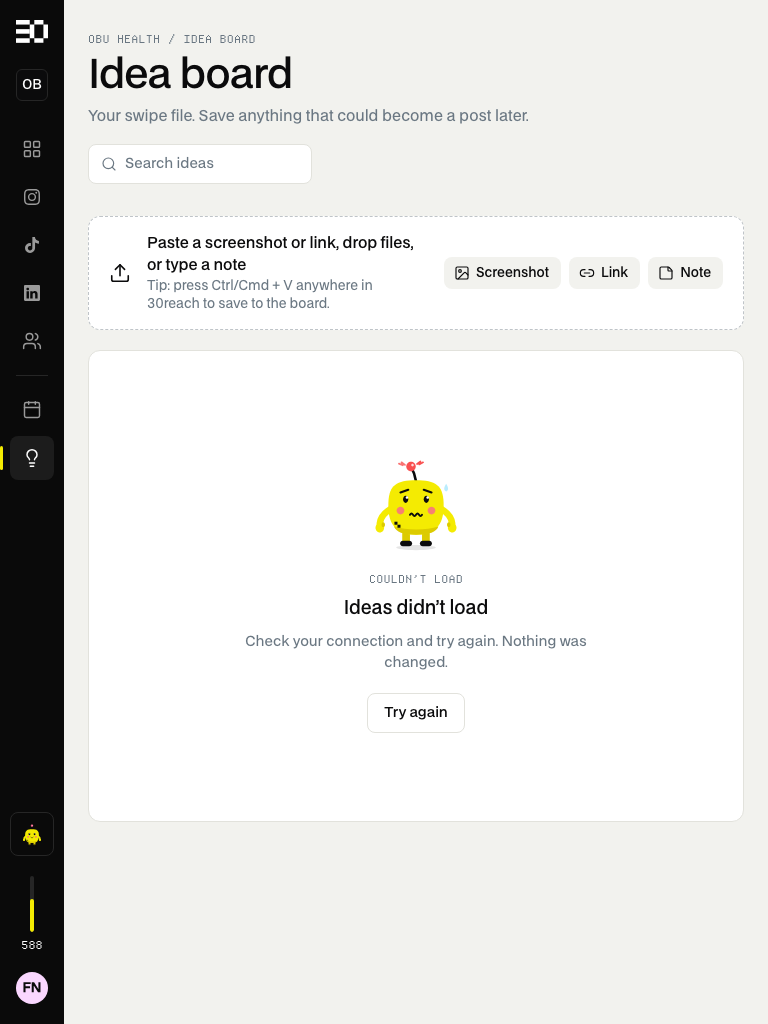 30
OB
OBU HEALTH / IDEA BOARD
Idea board
Your swipe file. Save anything that could become a post later.
Search ideas
Paste a screenshot or link, drop files,
or type a note
Tip: press Ctrl/Cmd + V anywhere in
30reach to save to the board.
Screenshot
Link
Note
COULDN'T LOAD
Ideas didn't load
Check your connection and try again. Nothing was
changed.
Try again
588
FN